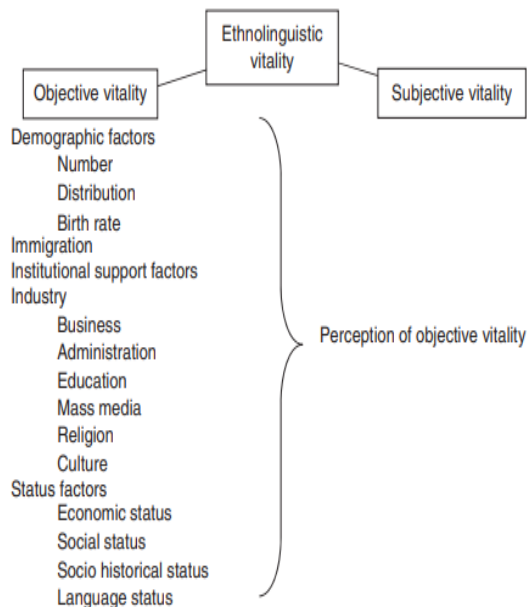 Ethnolinguistic
vitality
Objective vitality
Subjective vitality
Demographic factors
Number
Distribution
Birth rate
Immigration
Institutional support factors
Industry
Business
Administration
Education
Mass media
Religion
Culture
Status factors
Economic status
Social status
Socio historical status
Language status
Perception of objective vitality